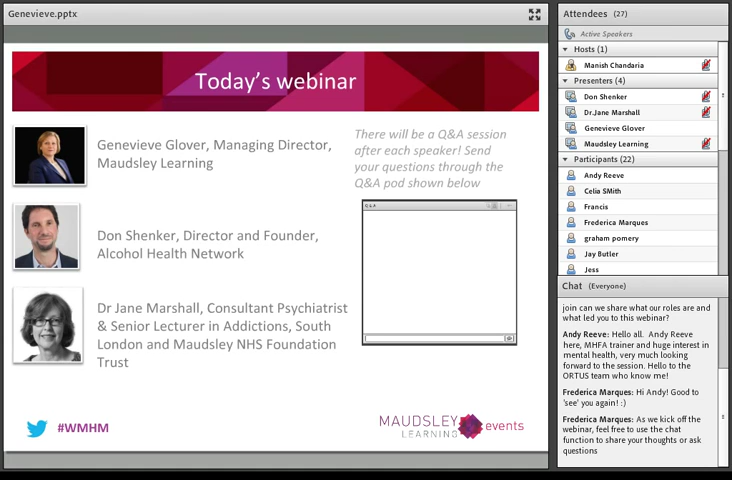 Genevieve.pptx
Today's webinar
Genevieve Glover, Managing Director,
Maudsley Learning
Don Shenker, Director and Founder,
Alcohol Health Network
Dr Jane Marshall, Consultant Psychiatrist
& Senior Lecturer in Addictions, South
London and Maudsley NHS Foundation
Trust
There will be a Q&A session
after each speaker! Send
your questions through the
Q&A pod shown below
Q & A
#WMHM
MAUDSLEY
LEARNING
events
Attendees (27)
Active Speakers
Hosts (1)
Manish Chandaria
Presenters (4)
Don Shenker
Dr.Jane Marshall
Genevieve Glover
Maudsley Learning
Participants (22)
Andy Reeve
Celia SMith
Francis
Frederica Marques
graham pomery
Jay Butler
Jess
Chat (Everyone)
join can we share what our roles are and
what led you to this webinar?
Andy Reeve: Hello all. Andy Reeve
here, MHFA trainer and huge interest in
mental health, very much looking
forward to the session. Hello to the
ORTUS team who know me!
Frederica Marques: Hi Andy! Good to
'see' you again! :)
Frederica Marques: As we kick off the
webinar, feel free to use the chat
function to share your thoughts or ask
questions